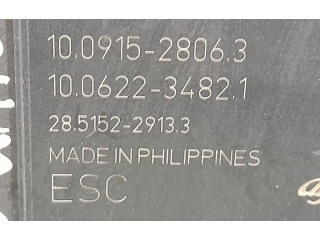 10.0915-2806.3
10.0622-3482.1
28.5152-2913.3
MADE IN PHILIPPINES
ESC